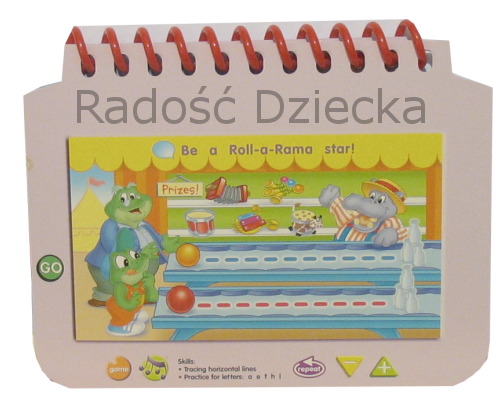 Radość Dziecka
Be a Roll-a-Rama star!
Prizes!
GO
game
Skills:
• Tracing horizontal lines
• Practice for letters: a e t h l
repeat